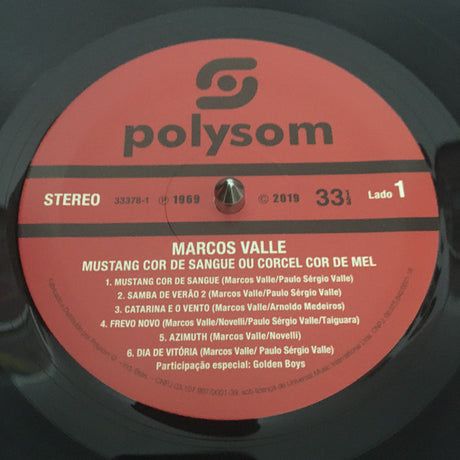 polysom
STEREO 33378-1 ℗ 1969 © 2019 33 Lado 1
MARCOS VALLE
MUSTANG COR DE SANGUE OU CORCEL COR DE MEL
1. MUSTANG COR DE SANGUE (Marcos Valle/Paulo Sérgio Valle)
2. SAMBA DE VERÃO 2 (Marcos Valle/Paulo Sérgio Valle)
3. CATARINA E O VENTO (Marcos Valle/Arnoldo Medeiros)
4. FREVO NOVO (Marcos Valle/Novelli/Paulo Sérgio Valle/Taiguara)
5. AZIMUTH (Marcos Valle/Novelli)
6. DIA DE VITÓRIA (Marcos Valle/ Paulo Sérgio Valle)
Participação especial: Golden Boys